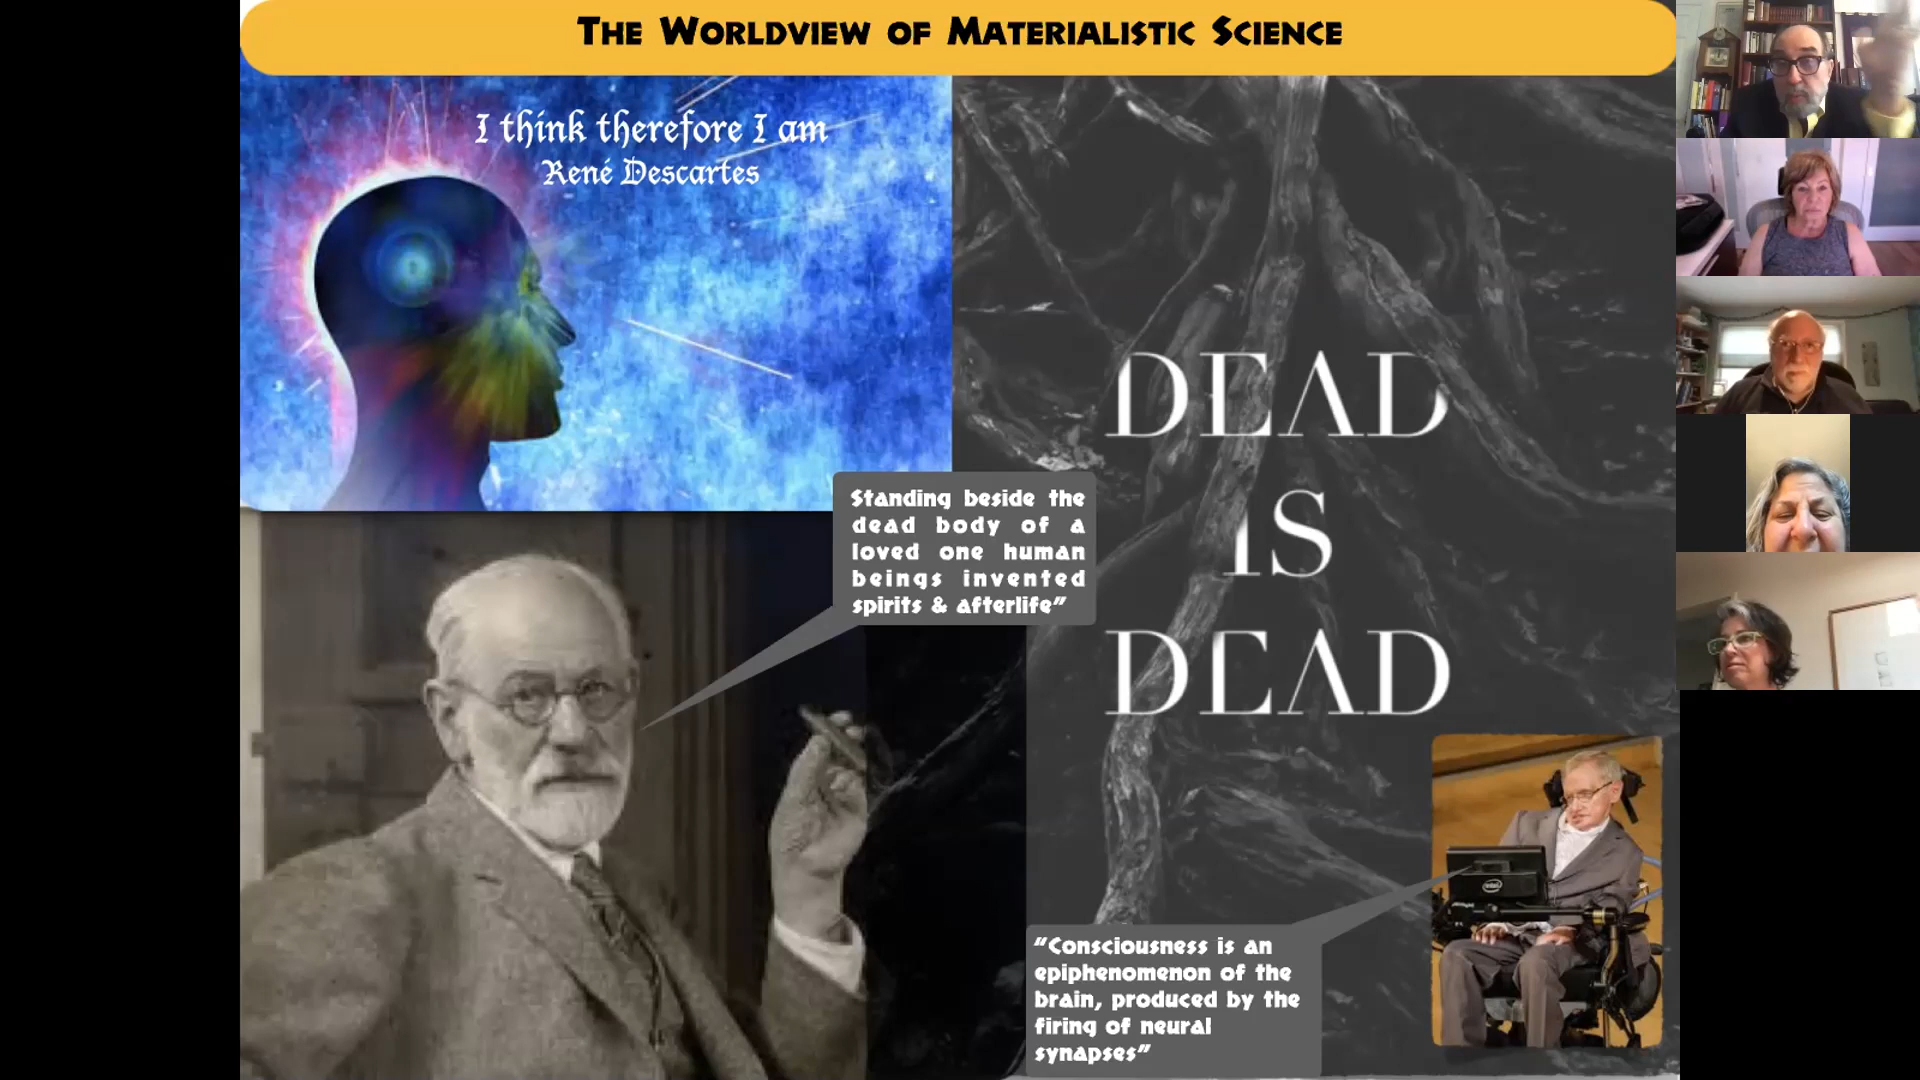 The Worldview of Materialistic Science
I think therefore I am
René Descartes
Standing beside the
dead body of a
loved one human
beings invented
spirits & afterlife”
DEAD
IS
DEAD
“Consciousness is an
epiphenomenon of the
brain, produced by the
firing of neural
synapses”
intel